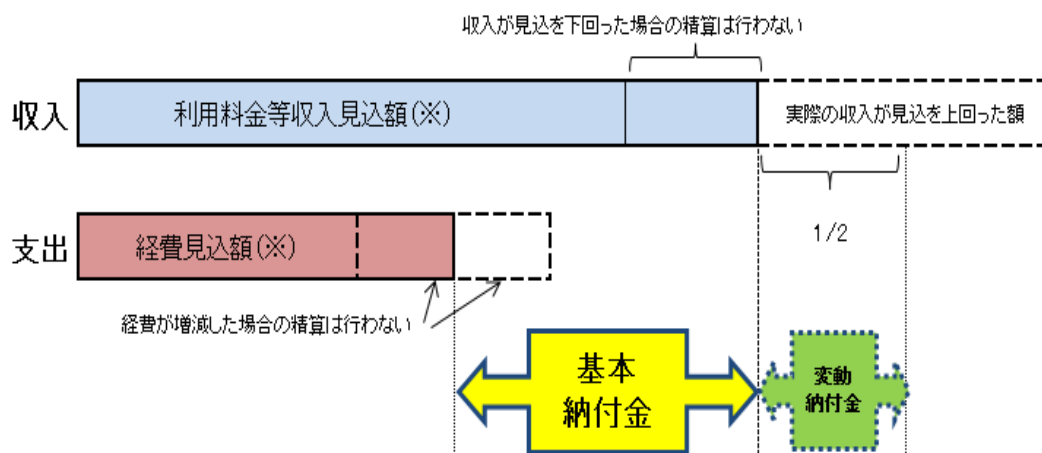 収入が見込を下回った場合の精算は行わない
収入
利用料金等収入見込額(※)
実際の収入が見込を上回った額
1/2
支出
経費見込額(※)
経費が増減した場合の精算は行わない
基本
納付金
変動
納付金